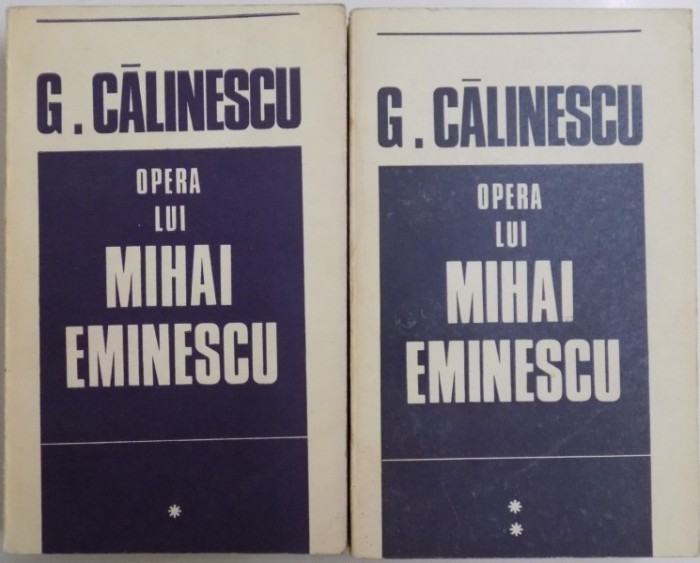 G. CĂLINESCU
OPERA
LUI
MIHAI
EMINESCU
*
G. CĂLINESCU
OPERA
LUI
MIHAI
EMINESCU
*
*